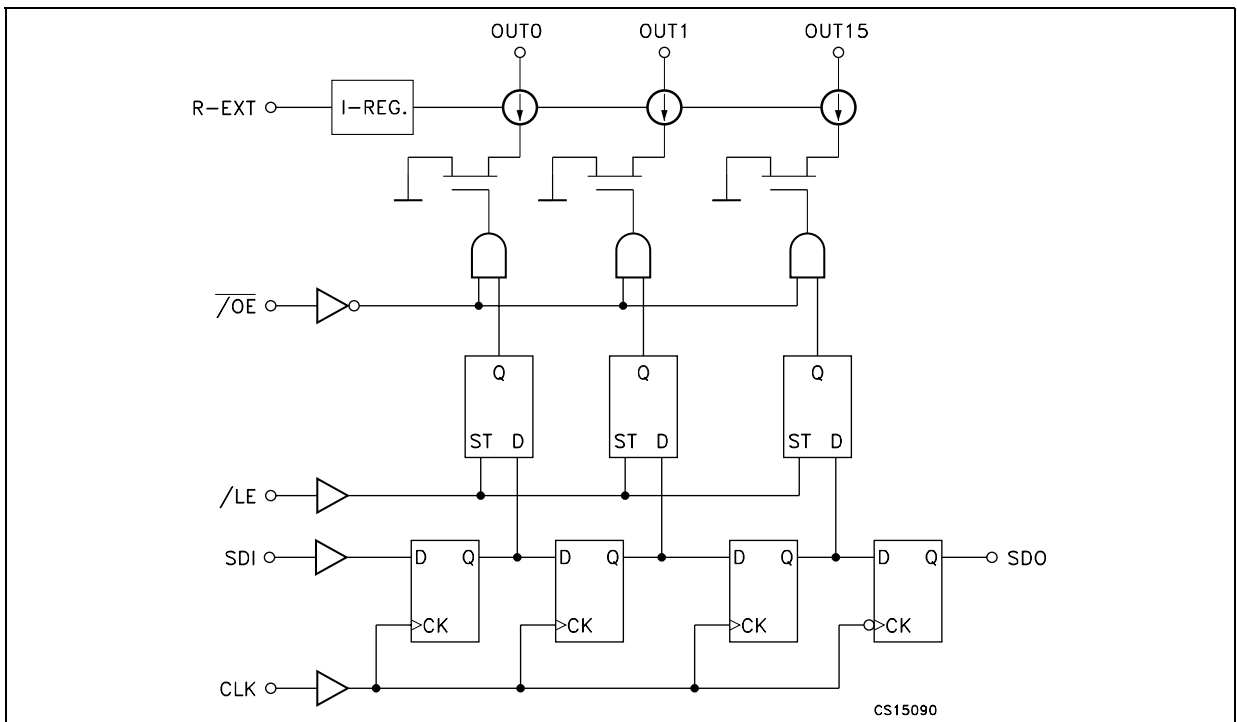 OUT0 OUT1 OUT15
R-EXT I-REG.
/OE
Q Q Q
ST D ST D ST D
/LE
SDI D Q D Q D Q D Q SDO
CK CK CK CK
CLK
CS15090